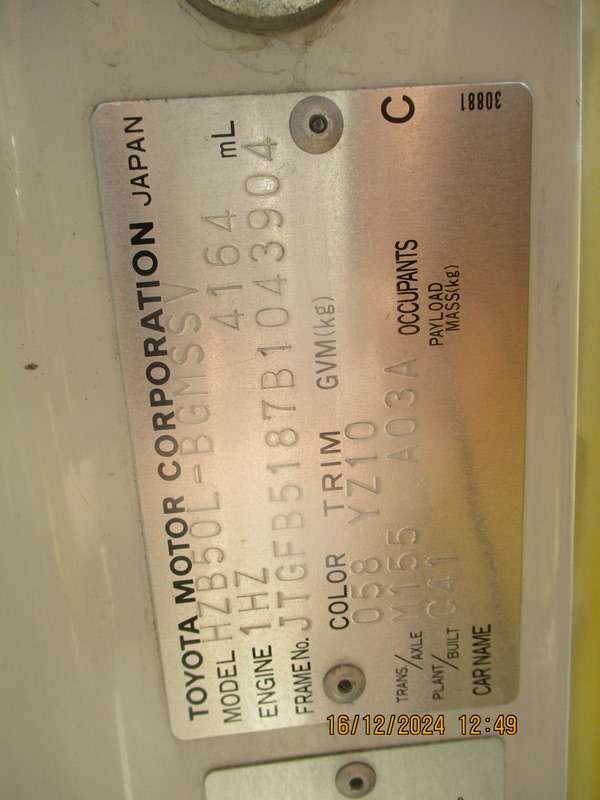 TOYOTA MOTOR CORPORATION JAPAN
MODEL HZB50L-BGMSSV
ENGINE 1HZ 4164 mL
FRAME No. JTGFB5187B1043904
COLOR TRIM GVM(kg)
058 YZ10
TRANS/AXLE M155 A03A OCCUPANTS
PLANT/BUILT C41 PAYLOAD MASS(kg)
CAR NAME
C
30881
16/12/2024 12:49